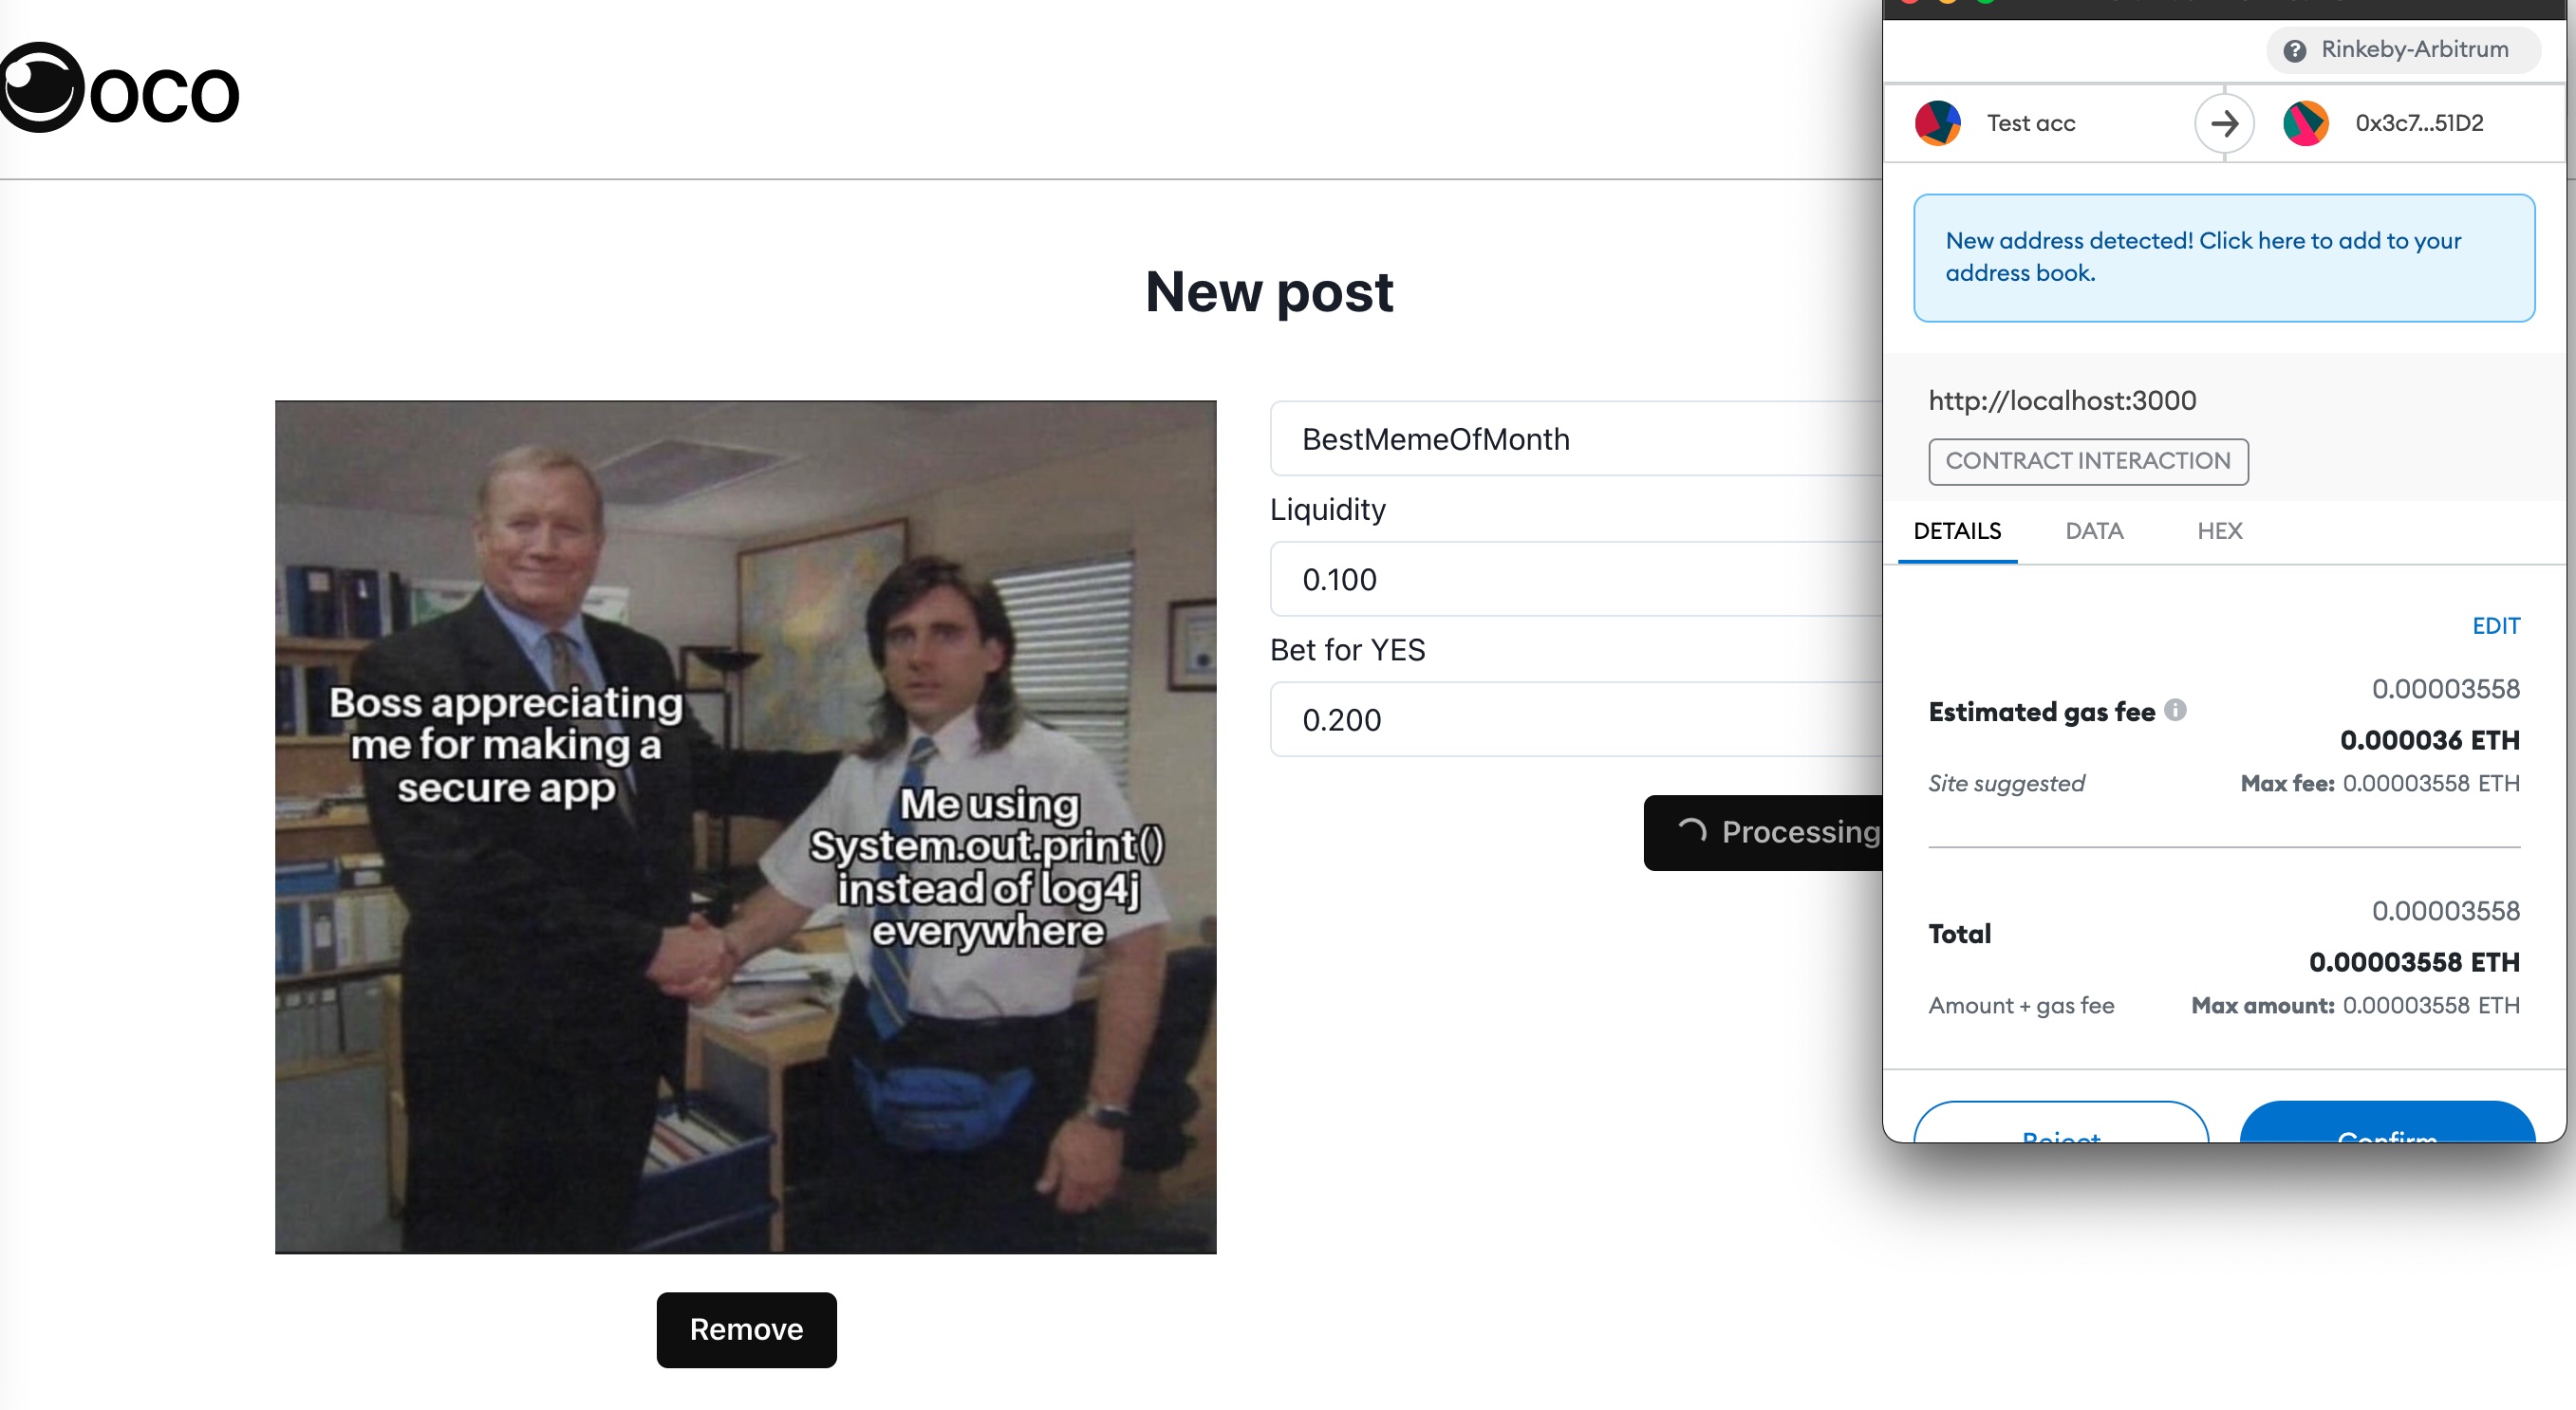 oco
New post
Boss appreciating
me for making a
secure app
Me using
System.out.print()
instead of log4j
everywhere
Remove
BestMemeOfMonth
Liquidity
0.100
Bet for YES
0.200
Processing
Rinkeby-Arbitrum
Test acc
0x3c7...51D2
New address detected! Click here to add to your
address book.
http://localhost:3000
CONTRACT INTERACTION
DETAILS DATA HEX
EDIT
0.00003558
Estimated gas fee
0.000036 ETH
Site suggested Max fee: 0.00003558 ETH
0.00003558
Total
0.00003558 ETH
Amount + gas fee Max amount: 0.00003558 ETH
Reject Confirm